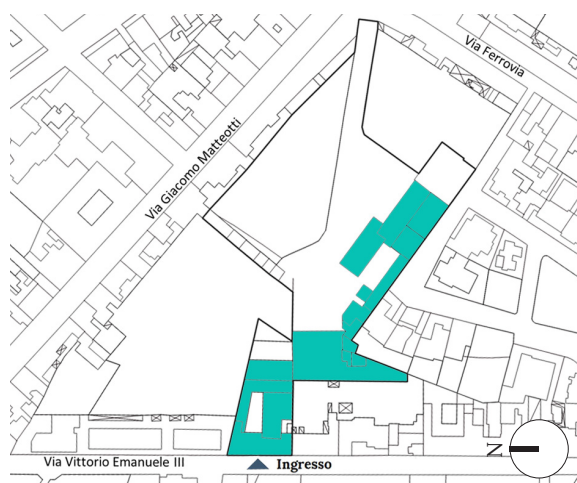 Via Ferrovia
Via Giacomo Matteotti
N
Via Vittorio Emanuele III
Ingresso